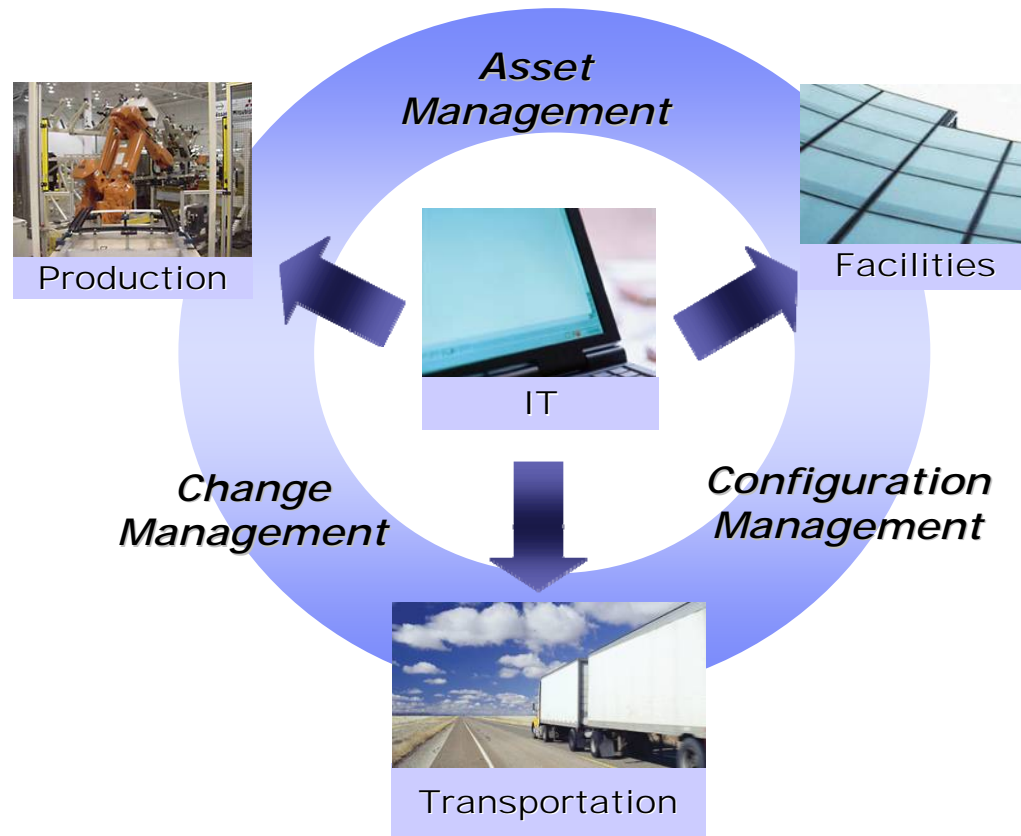 Asset
Management
Production
Facilities
IT
Change
Management
Configuration
Management
Transportation